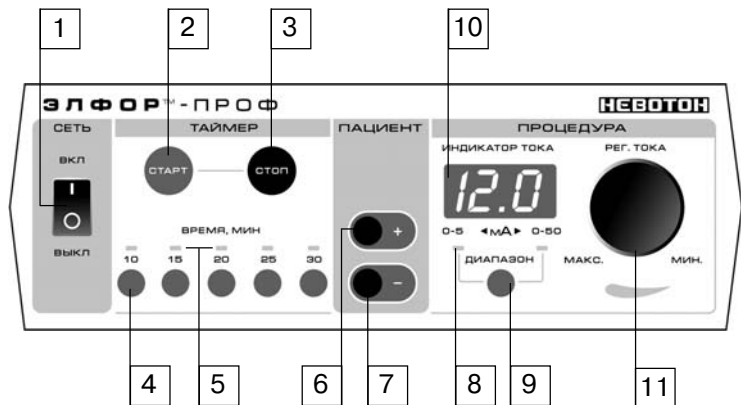 1 2 3 10
ЭЛФОР™-ПРОФ НЕВОТОН
СЕТЬ ТАЙМЕР ПАЦИЕНТ ПРОЦЕДУРА
ИНДИКАТОР ТОКА РЕГ. ТОКА
ВКЛ
СТАРТ СТОП
12.0
I
O
+
ВРЕМЯ, МИН
0-5 ◄мА► 0-50
ВЫКЛ
10 15 20 25 30
ДИАПАЗОН
МАКС. МИН.
−
4 5 6 7 8 9 11